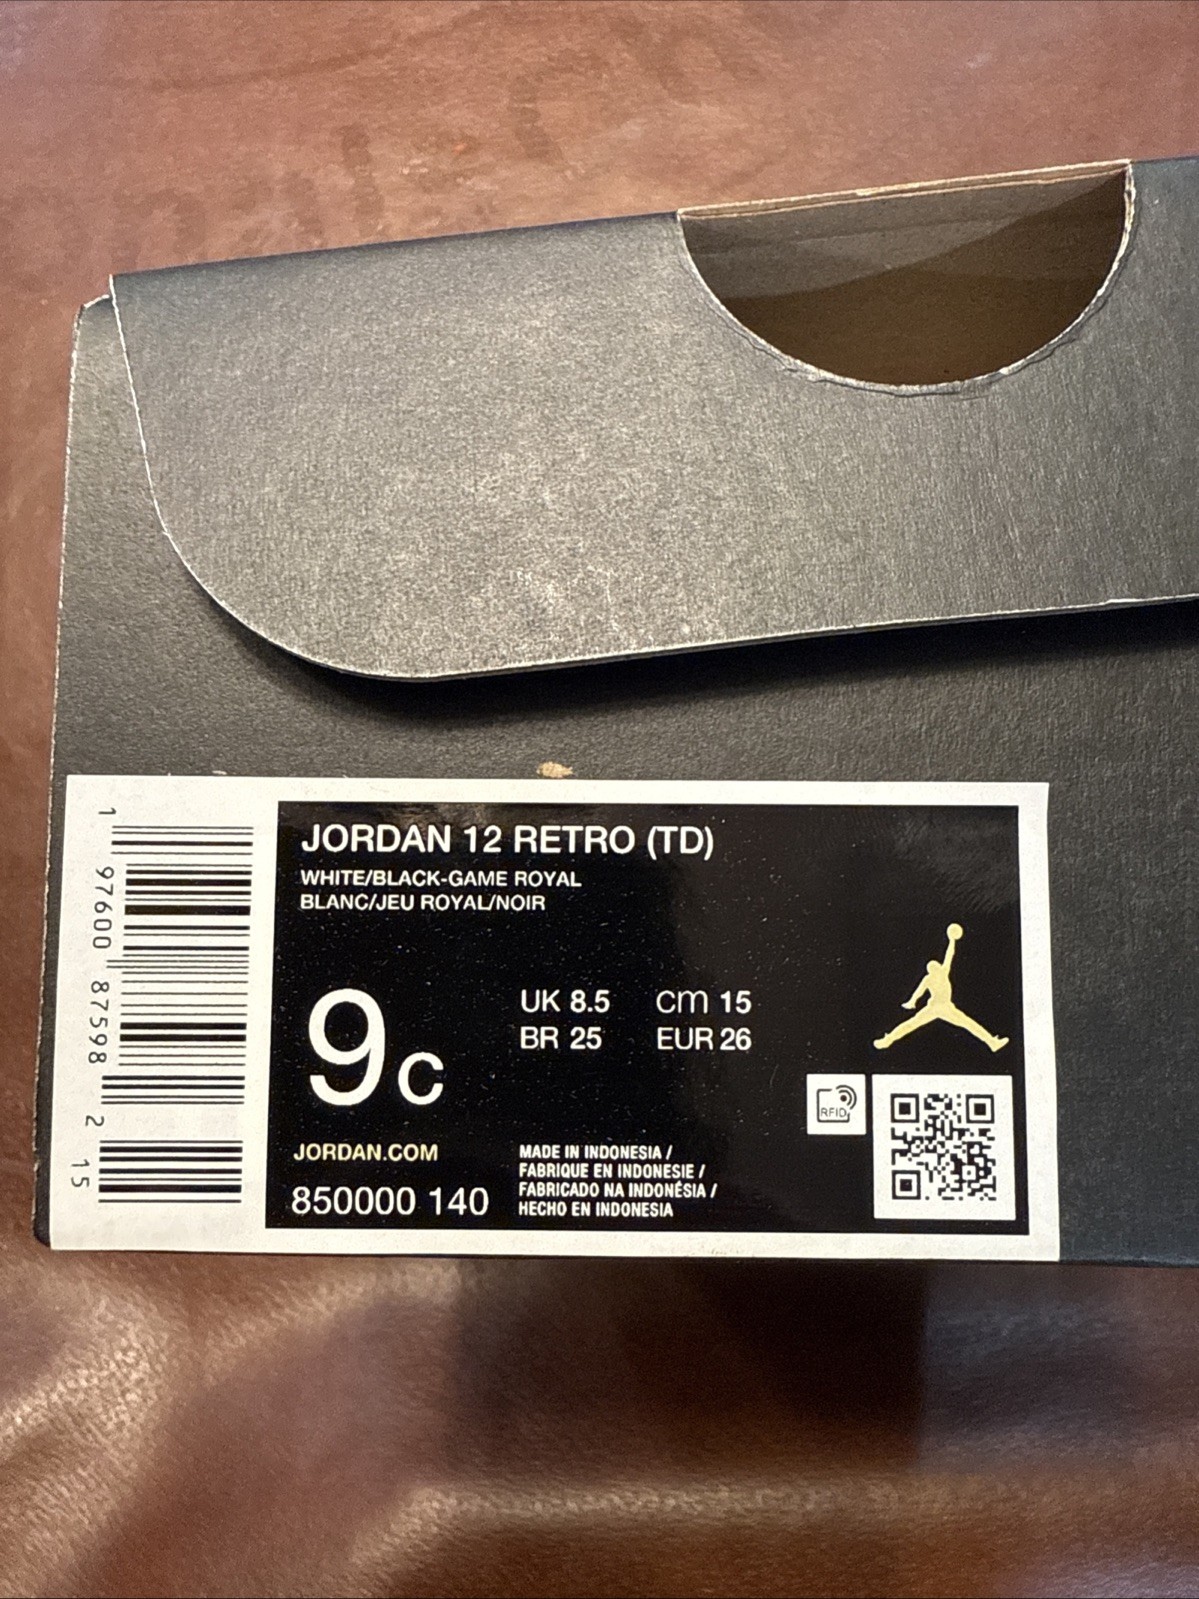 JORDAN 12 RETRO (TD)
WHITE/BLACK-GAME ROYAL
BLANC/JEU ROYAL/NOIR
9c
UK 8.5 cm 15
BR 25 EUR 26
RFID
JORDAN.COM
850000 140
MADE IN INDONESIA /
FABRIQUE EN INDONESIE /
FABRICADO NA INDONÉSIA /
HECHO EN INDONESIA
1 97600 87598 2 15